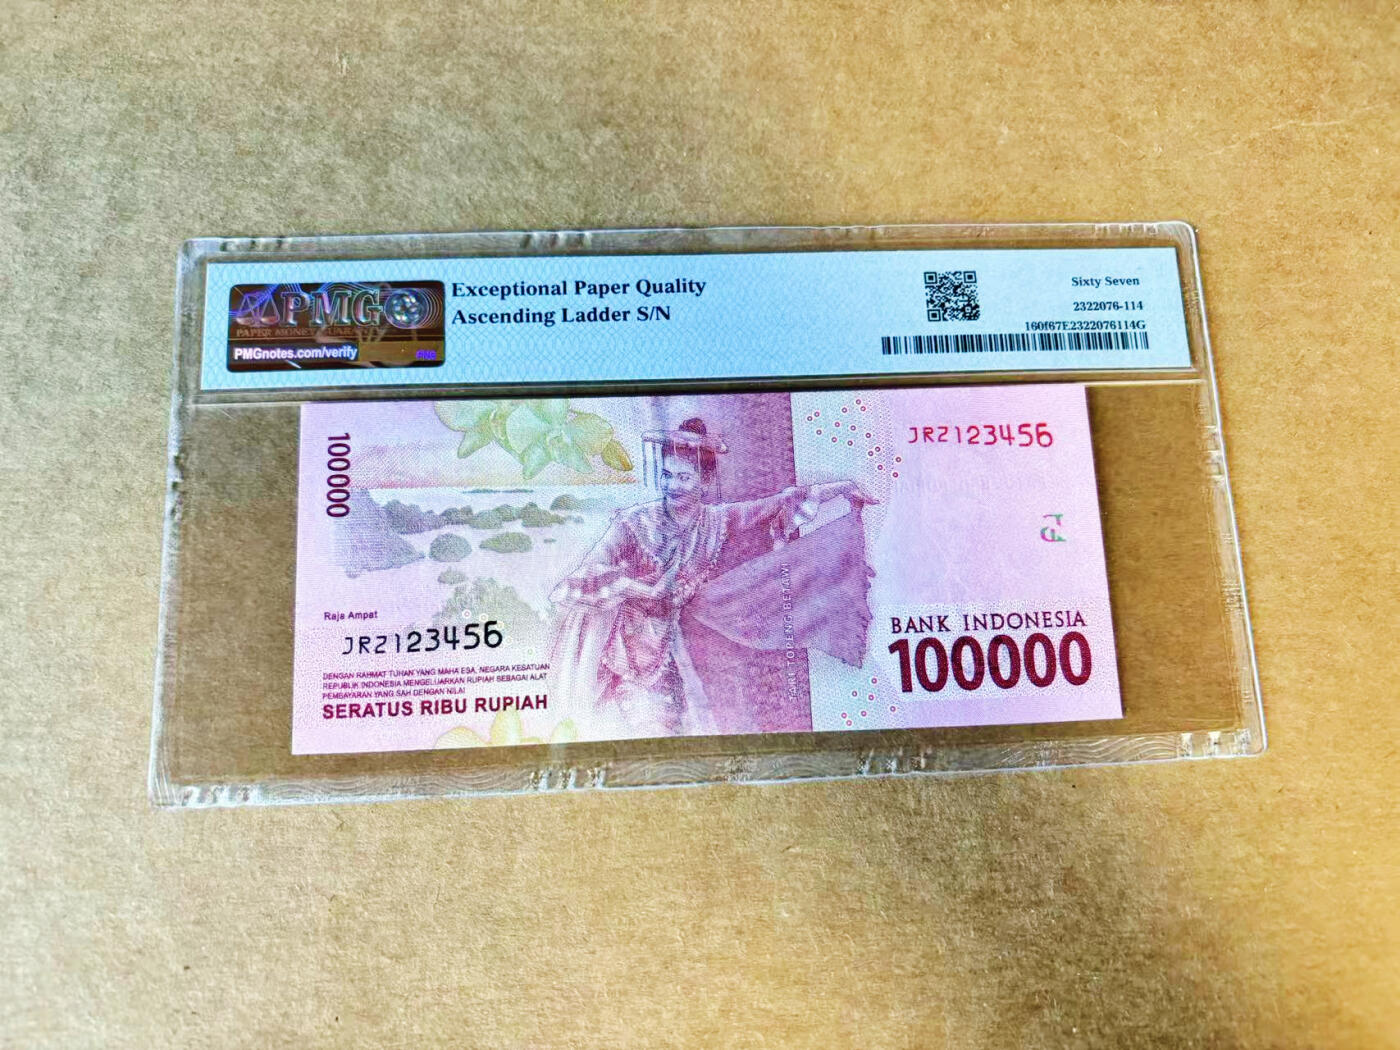 PMG
PAPER MONEY GUARANTY
PMGnotes.com/verify
Exceptional Paper Quality
Ascending Ladder S/N
Sixty Seven
2322076-114
160f67E2322076114G
100000
JRZ123456
Raja Ampat
JRZ123456
DENGAN RAHMAT TUHAN YANG MAHA ESA, NEGARA KESATUAN
REPUBLIK INDONESIA MENGELUARKAN RUPIAH SEBAGAI ALAT
PEMBAYARAN YANG SAH DENGAN NILAI
SERATUS RIBU RUPIAH
TARI TOPENG BETAWI
BANK INDONESIA
100000